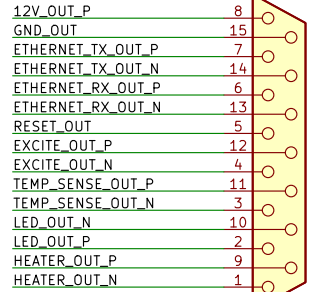 12V_OUT_P 8
GND_OUT 15
ETHERNET_TX_OUT_P 7
ETHERNET_TX_OUT_N 14
ETHERNET_RX_OUT_P 6
ETHERNET_RX_OUT_N 13
RESET_OUT 5
EXCITE_OUT_P 12
EXCITE_OUT_N 4
TEMP_SENSE_OUT_P 11
TEMP_SENSE_OUT_N 3
LED_OUT_N 10
LED_OUT_P 2
HEATER_OUT_P 9
HEATER_OUT_N 1